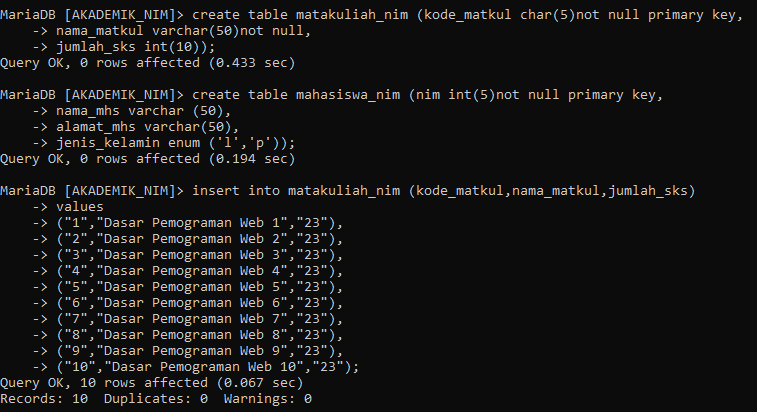 MariaDB [AKADEMIK_NIM]> create table matakuliah_nim (kode_matkul char(5)not null primary key,
    -> nama_matkul varchar(50)not null,
    -> jumlah_sks int(10));
Query OK, 0 rows affected (0.433 sec)

MariaDB [AKADEMIK_NIM]> create table mahasiswa_nim (nim int(5)not null primary key,
    -> nama_mhs varchar (50),
    -> alamat_mhs varchar(50),
    -> jenis_kelamin enum ('l','p'));
Query OK, 0 rows affected (0.194 sec)

MariaDB [AKADEMIK_NIM]> insert into matakuliah_nim (kode_matkul,nama_matkul,jumlah_sks)
    -> values
    -> ("1","Dasar Pemograman Web 1","23"),
    -> ("2","Dasar Pemograman Web 2","23"),
    -> ("3","Dasar Pemograman Web 3","23"),
    -> ("4","Dasar Pemograman Web 4","23"),
    -> ("5","Dasar Pemograman Web 5","23"),
    -> ("6","Dasar Pemograman Web 6","23"),
    -> ("7","Dasar Pemograman Web 7","23"),
    -> ("8","Dasar Pemograman Web 8","23"),
    -> ("9","Dasar Pemograman Web 9","23"),
    -> ("10","Dasar Pemograman Web 10","23");
Query OK, 10 rows affected (0.067 sec)
Records: 10  Duplicates: 0  Warnings: 0